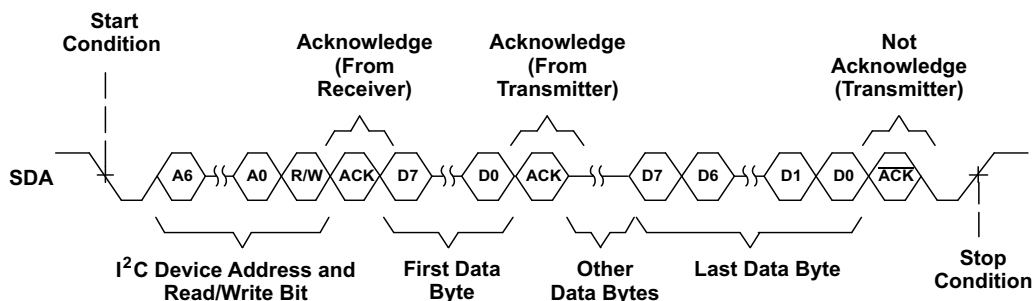 Start
Condition
Acknowledge
(From
Receiver)
Acknowledge
(From
Transmitter)
Not
Acknowledge
(Transmitter)
SDA
A6
A0
R/W
ACK
D7
D0
ACK
D7
D6
D1
D0
A̅C̅K̅
I²C Device Address and
Read/Write Bit
First Data
Byte
Other
Data Bytes
Last Data Byte
Stop
Condition